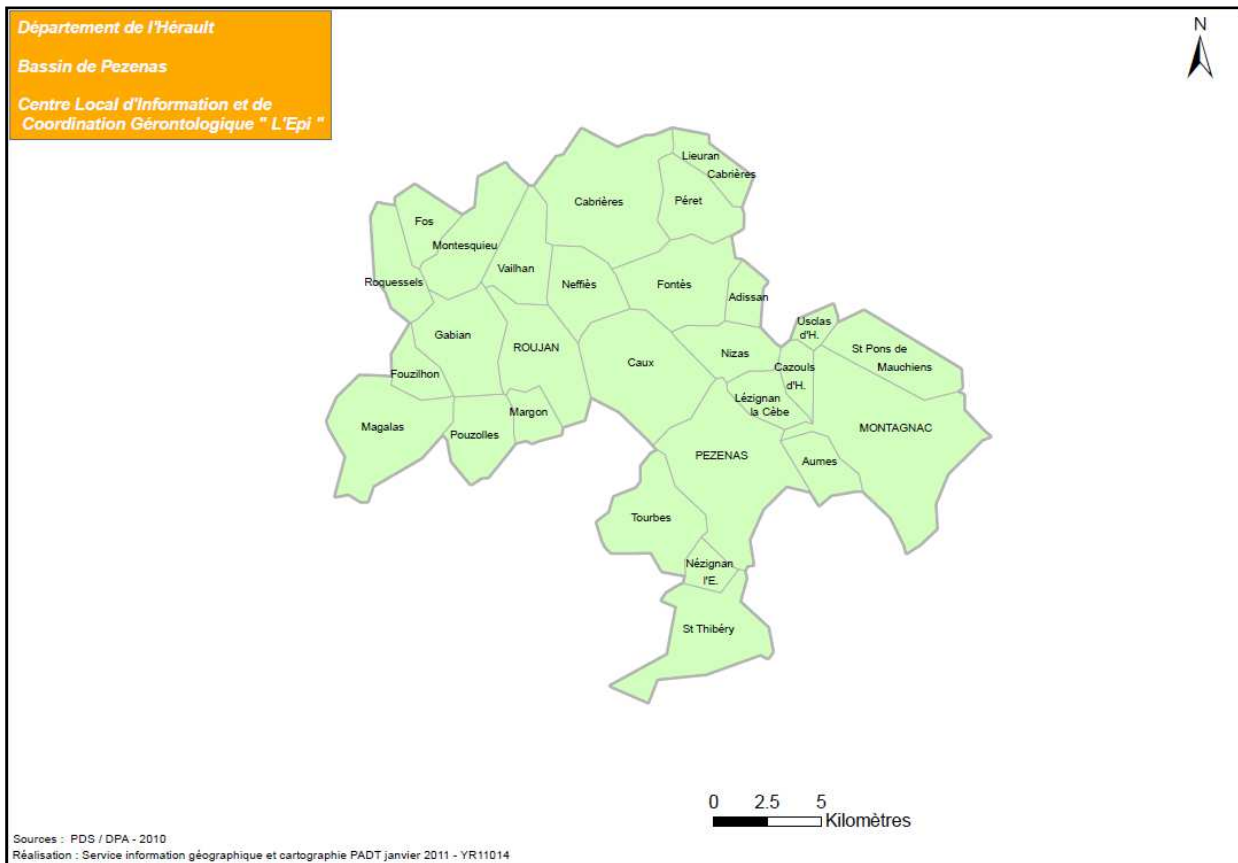 Département de l'Hérault
Bassin de Pezenas
Centre Local d'Information et de
Coordination Gérontologique " L'Epi "
N
Lieuran
Cabrières
Cabrières
Péret
Fos
Montesquieu
Vailhan
Roquessels
Neffiès
Fontès
Adissan
Usclas
d'H.
Gabian
ROUJAN
Caux
Nizas
Cazouls
d'H.
St Pons de
Mauchiens
Fouzilhon
Lézignan
la Cèbe
Magalas
Pouzolles
Margon
MONTAGNAC
PEZENAS
Aumes
Tourbes
Nézignan
l'E.
St Thibéry
0 2.5 5
Kilomètres
Sources : PDS / DPA - 2010
Réalisation : Service information géographique et cartographie PADT janvier 2011 - YR11014